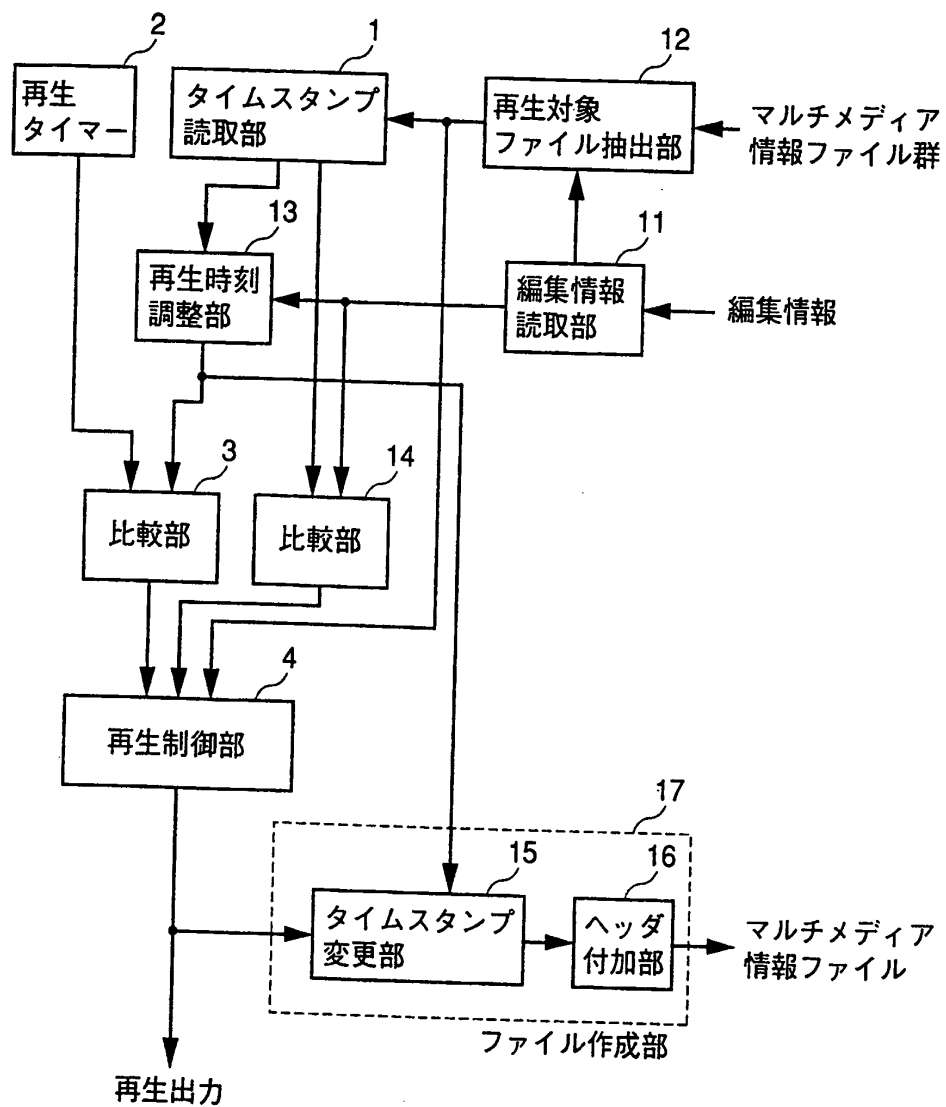 2
1
12
再生
タイマー
タイムスタンプ
読取部
再生対象
ファイル抽出部
マルチメディア
情報ファイル群
13
11
再生時刻
調整部
編集情報
読取部
編集情報
3
14
比較部
比較部
4
再生制御部
17
15
16
タイムスタンプ
変更部
ヘッダ
付加部
マルチメディア
情報ファイル
ファイル作成部
再生出力